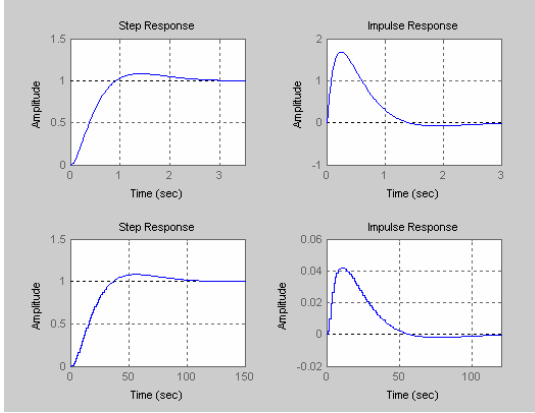 Step Response
Amplitude
1.5
1
0.5
0
0 1 2 3
Time (sec)
Impulse Response
Amplitude
2
1
0
-1
0 1 2 3
Time (sec)
Step Response
Amplitude
1.5
1
0.5
0
0 50 100 150
Time (sec)
Impulse Response
Amplitude
0.06
0.04
0.02
0
-0.02
0 50 100
Time (sec)